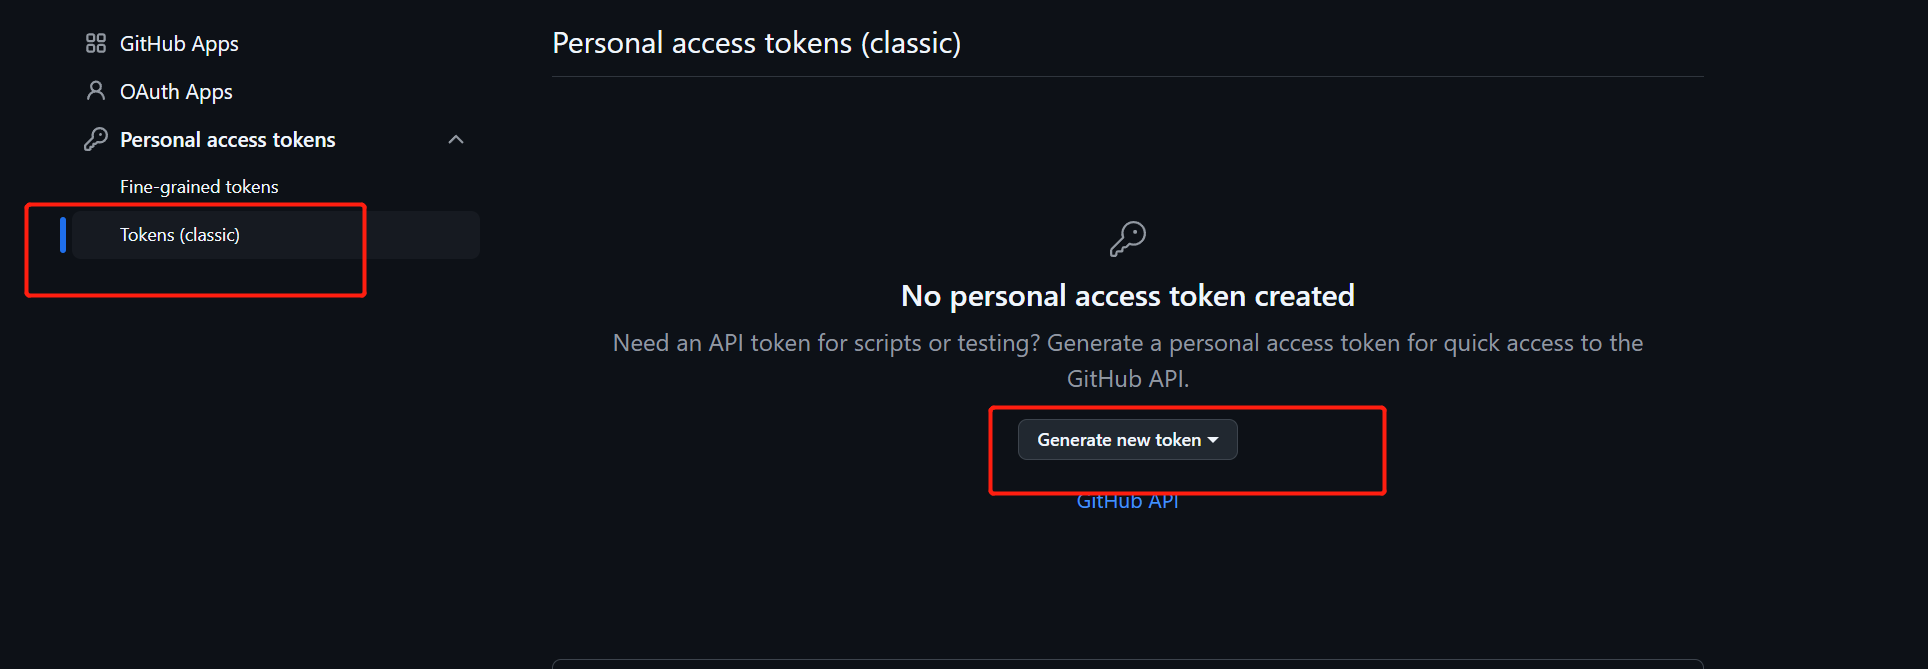 GitHub Apps
OAuth Apps
Personal access tokens
Fine-grained tokens
Tokens (classic)
Personal access tokens (classic)
No personal access token created
Need an API token for scripts or testing? Generate a personal access token for quick access to the
GitHub API.
Generate new token
GitHub API